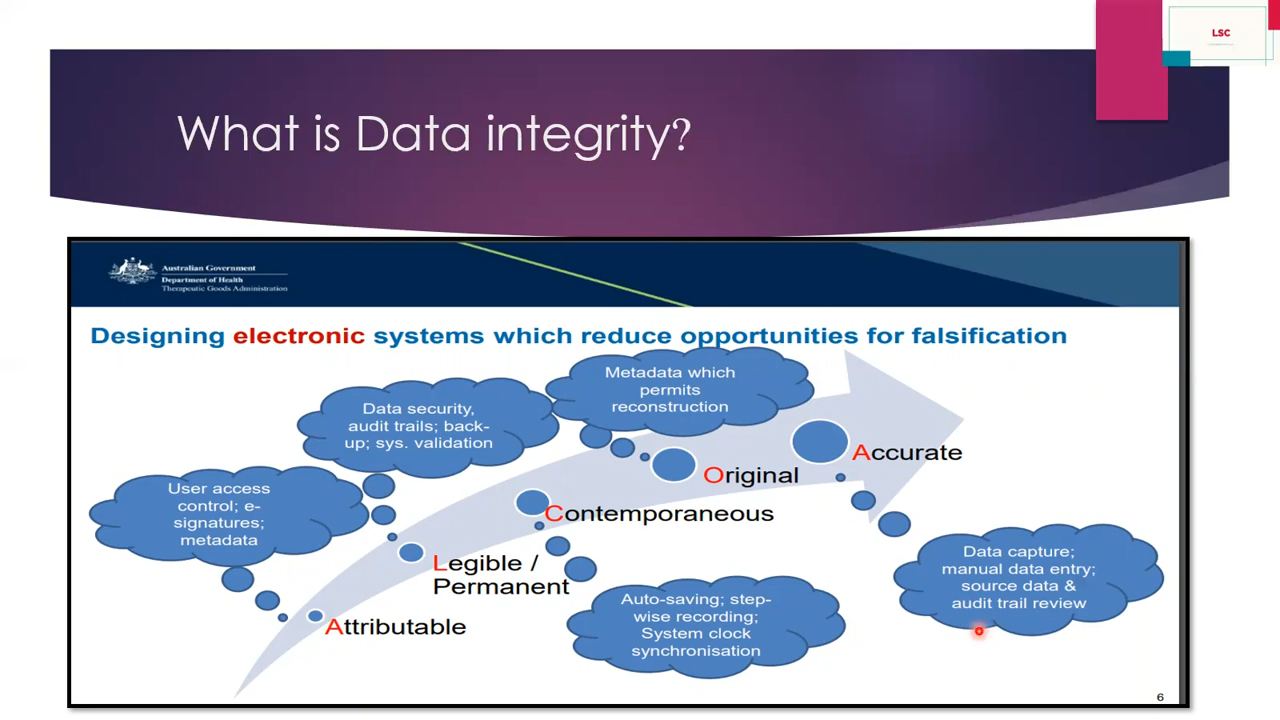 LSC
What is Data integrity?
Australian Government
Department of Health
Therapeutic Goods Administration
Designing electronic systems which reduce opportunities for falsification
Metadata which
permits
reconstruction
Data security,
audit trails; back-
up; sys. validation
User access
control; e-
signatures;
metadata
Accurate
Original
Contemporaneous
Legible /
Permanent
Attributable
Data capture;
manual data entry;
source data &
audit trail review
Auto-saving; step-
wise recording;
System clock
synchronisation
6